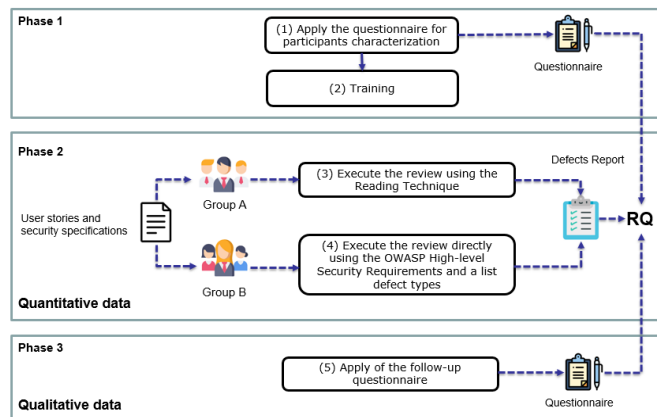 Phase 1
(1) Apply the questionnaire for
participants characterization
Questionnaire
(2) Training
Phase 2
Defects Report
Group A
(3) Execute the review using the
Reading Technique
User stories and
security specifications
RQ
(4) Execute the review directly
using the OWASP High-level
Security Requirements and a list
defect types
Group B
Quantitative data
Phase 3
(5) Apply of the follow-up
questionnaire
Questionnaire
Qualitative data